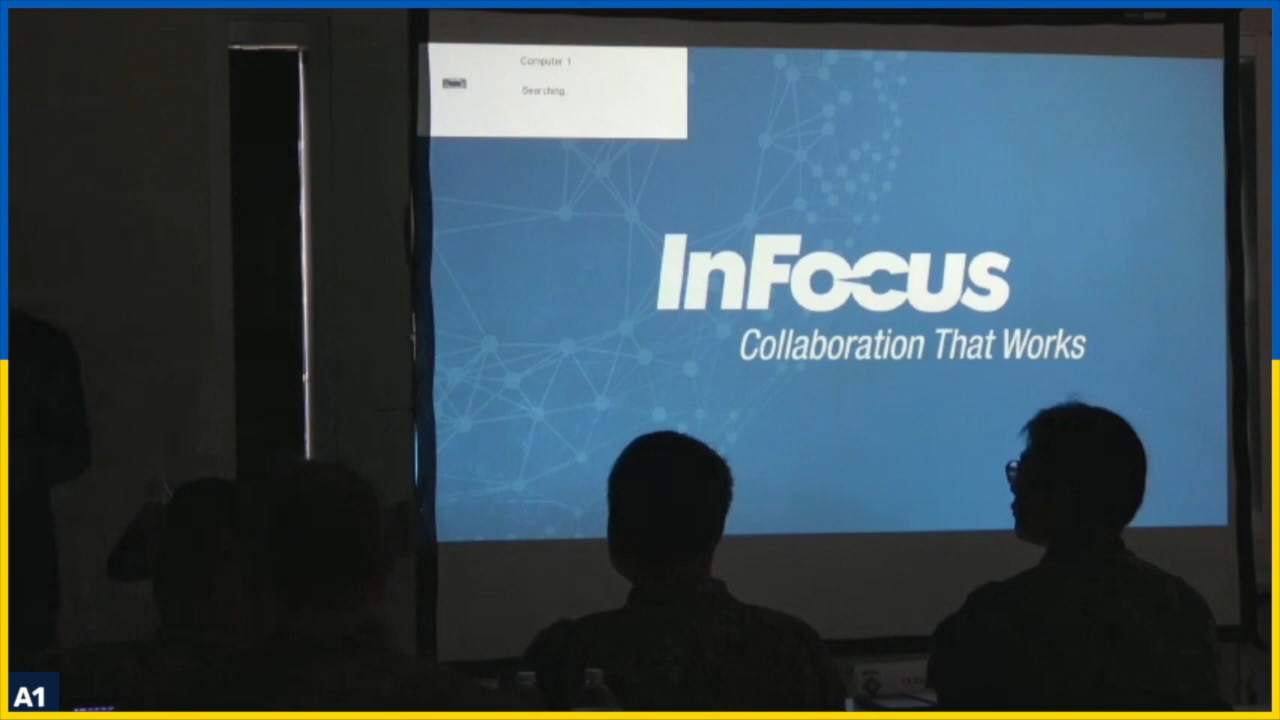 Computer 1
Searching.
InFocus
Collaboration That Works
A1